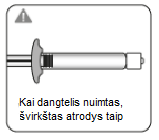 Kai dangtelis nuimtas,
švirkštas atrodys taip